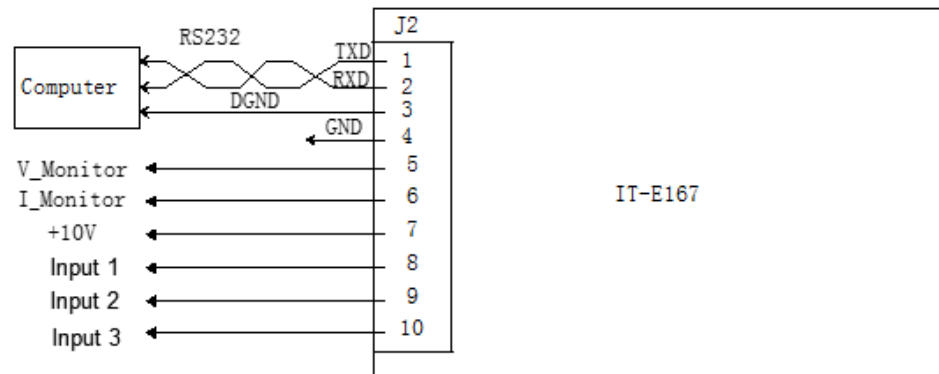 J2
RS232
TXD
1
Computer
RXD
2
DGND
3
GND
4
V_Monitor
5
I_Monitor
6
IT-E167
+10V
7
Input 1
8
Input 2
9
Input 3
10